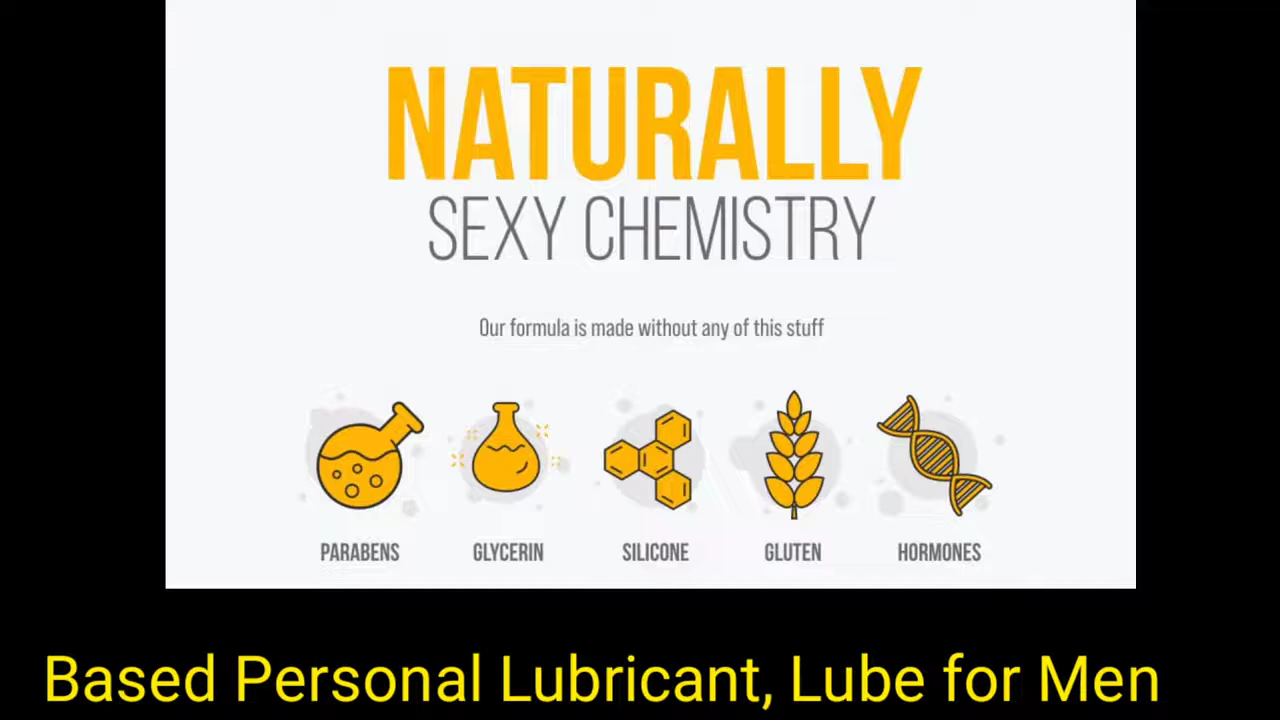 NATURALLY
SEXY CHEMISTRY
Our formula is made without any of this stuff
PARABENS GLYCERIN SILICONE GLUTEN HORMONES
Based Personal Lubricant, Lube for Men